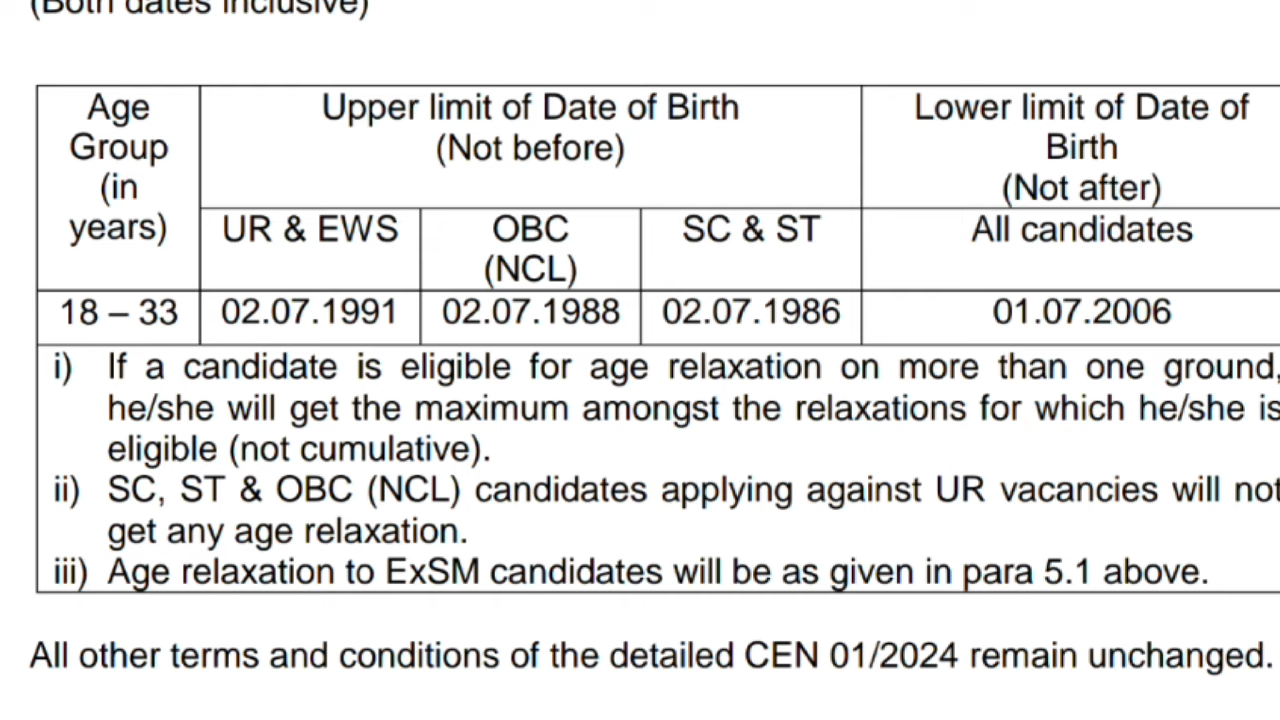 (Both dates inclusive)
Age Group (in years)
Upper limit of Date of Birth
(Not before)
Lower limit of Date of Birth
(Not after)
UR & EWS
OBC (NCL)
SC & ST
All candidates
18 – 33
02.07.1991
02.07.1988
02.07.1986
01.07.2006
i) If a candidate is eligible for age relaxation on more than one ground,
he/she will get the maximum amongst the relaxations for which he/she is
eligible (not cumulative).
ii) SC, ST & OBC (NCL) candidates applying against UR vacancies will not
get any age relaxation.
iii) Age relaxation to ExSM candidates will be as given in para 5.1 above.
All other terms and conditions of the detailed CEN 01/2024 remain unchanged.